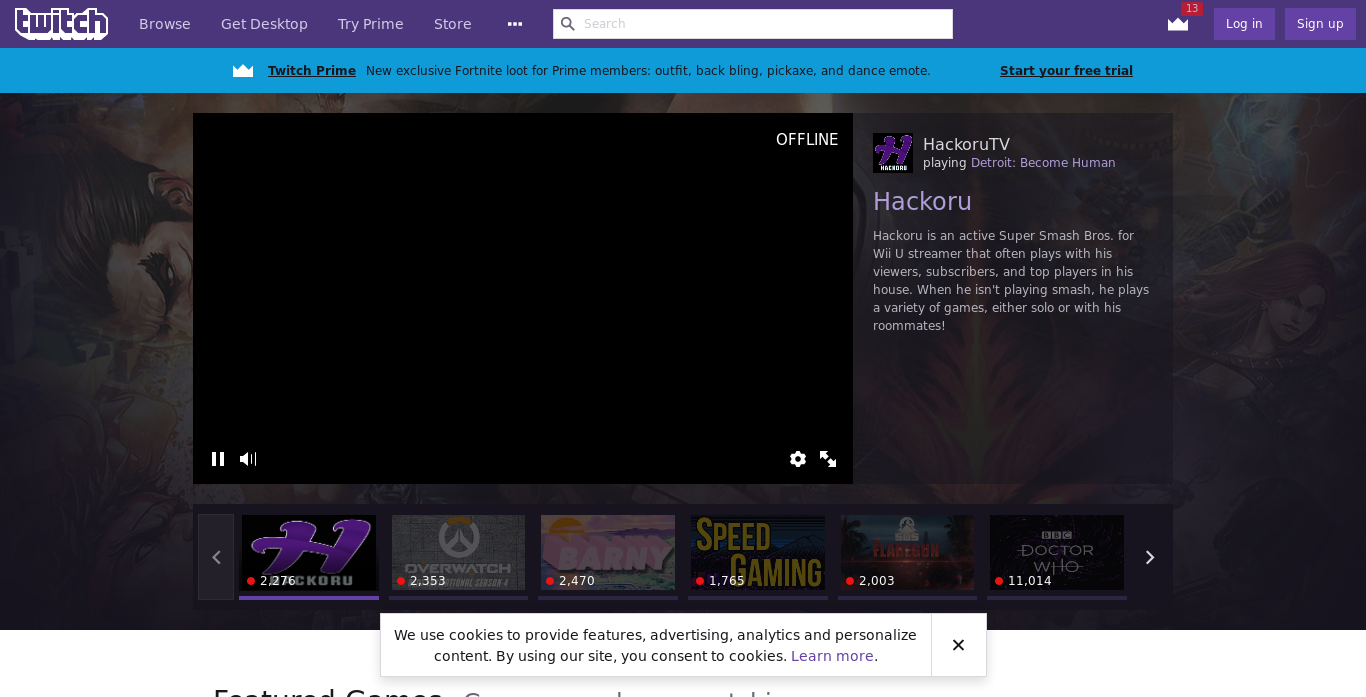 twitch Browse Get Desktop Try Prime Store ••• Search 13 Log in Sign up
Twitch Prime New exclusive Fortnite loot for Prime members: outfit, back bling, pickaxe, and dance emote. Start your free trial
OFFLINE
HackoruTV
playing Detroit: Become Human
HACKORU
Hackoru
Hackoru is an active Super Smash Bros. for
Wii U streamer that often plays with his
viewers, subscribers, and top players in his
house. When he isn't playing smash, he plays
a variety of games, either solo or with his
roommates!
HACKORU
2,276
OVERWATCH
2,353
BARNY
2,470
SPEED
GAMING
1,765
FLAREGUN
2,003
BBC
DOCTOR
WHO
11,014
We use cookies to provide features, advertising, analytics and personalize
content. By using our site, you consent to cookies. Learn more.
Featured Games